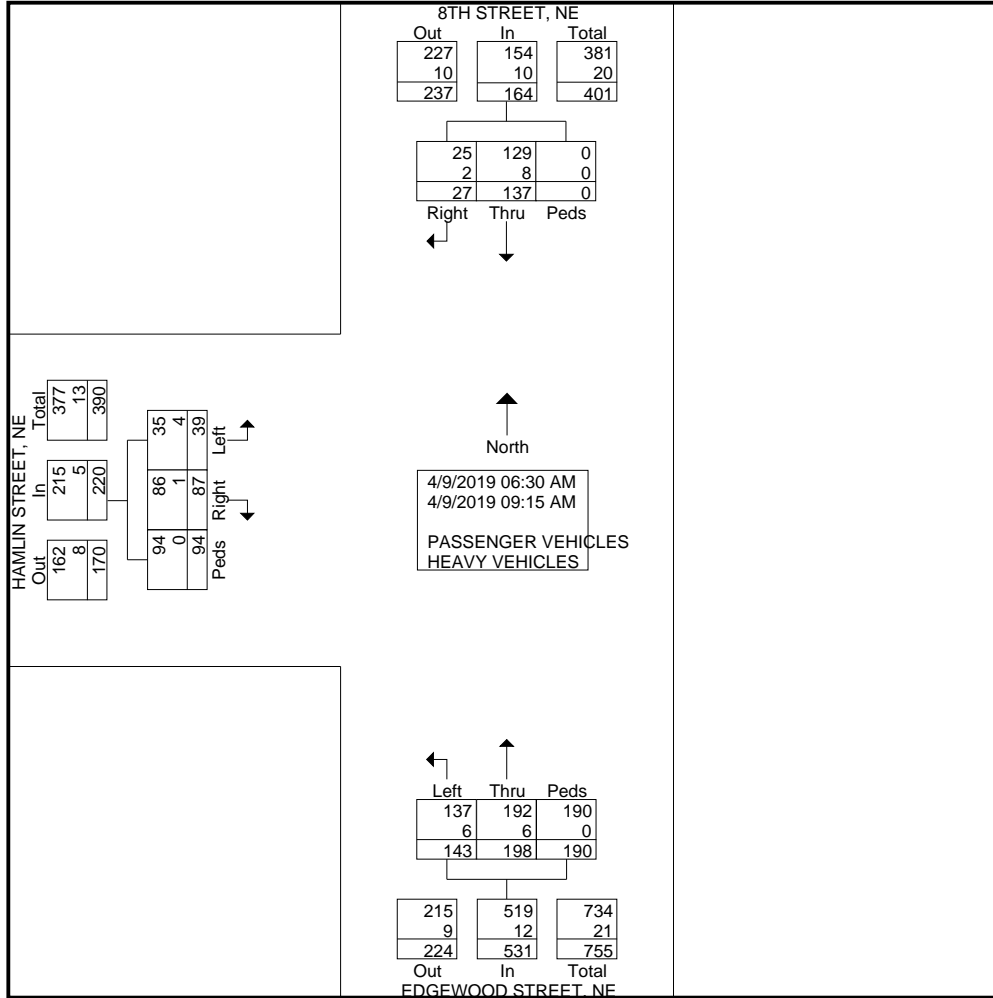 8TH STREET, NE
Out In Total
227 154 381
10 10 20
237 164 401
25 129 0
2 8 0
27 137 0
Right Thru Peds
HAMLIN STREET, NE
Total
377
13
390
In
215
5
220
Out
162
8
170
35
4
39
Left
86
1
87
Right
94
0
94
Peds
North
4/9/2019 06:30 AM
4/9/2019 09:15 AM
PASSENGER VEHICLES
HEAVY VEHICLES
Left Thru Peds
137 192 190
6 6 0
143 198 190
215 519 734
9 12 21
224 531 755
Out In Total
EDGEWOOD STREET, NE